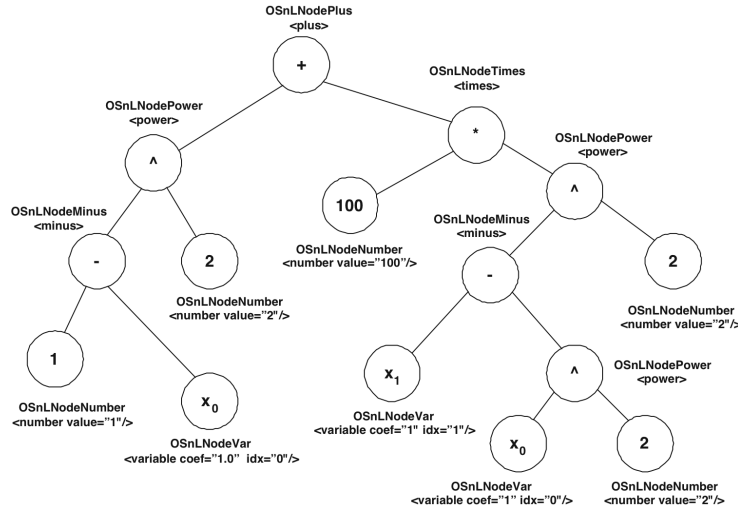 OSnLNodePlus
<plus>
+
OSnLNodeTimes
<times>
*
OSnLNodePower
<power>
^
OSnLNodePower
<power>
^
100
OSnLNodeNumber
<number value="100"/>
OSnLNodeMinus
<minus>
-
2
OSnLNodeNumber
<number value="2"/>
OSnLNodeMinus
<minus>
-
2
OSnLNodeNumber
<number value="2"/>
1
OSnLNodeNumber
<number value="1"/>
x0
OSnLNodeVar
<variable coef="1.0" idx="0"/>
x1
OSnLNodeVar
<variable coef="1" idx="1"/>
^
OSnLNodePower
<power>
x0
OSnLNodeVar
<variable coef="1" idx="0"/>
2
OSnLNodeNumber
<number value="2"/>